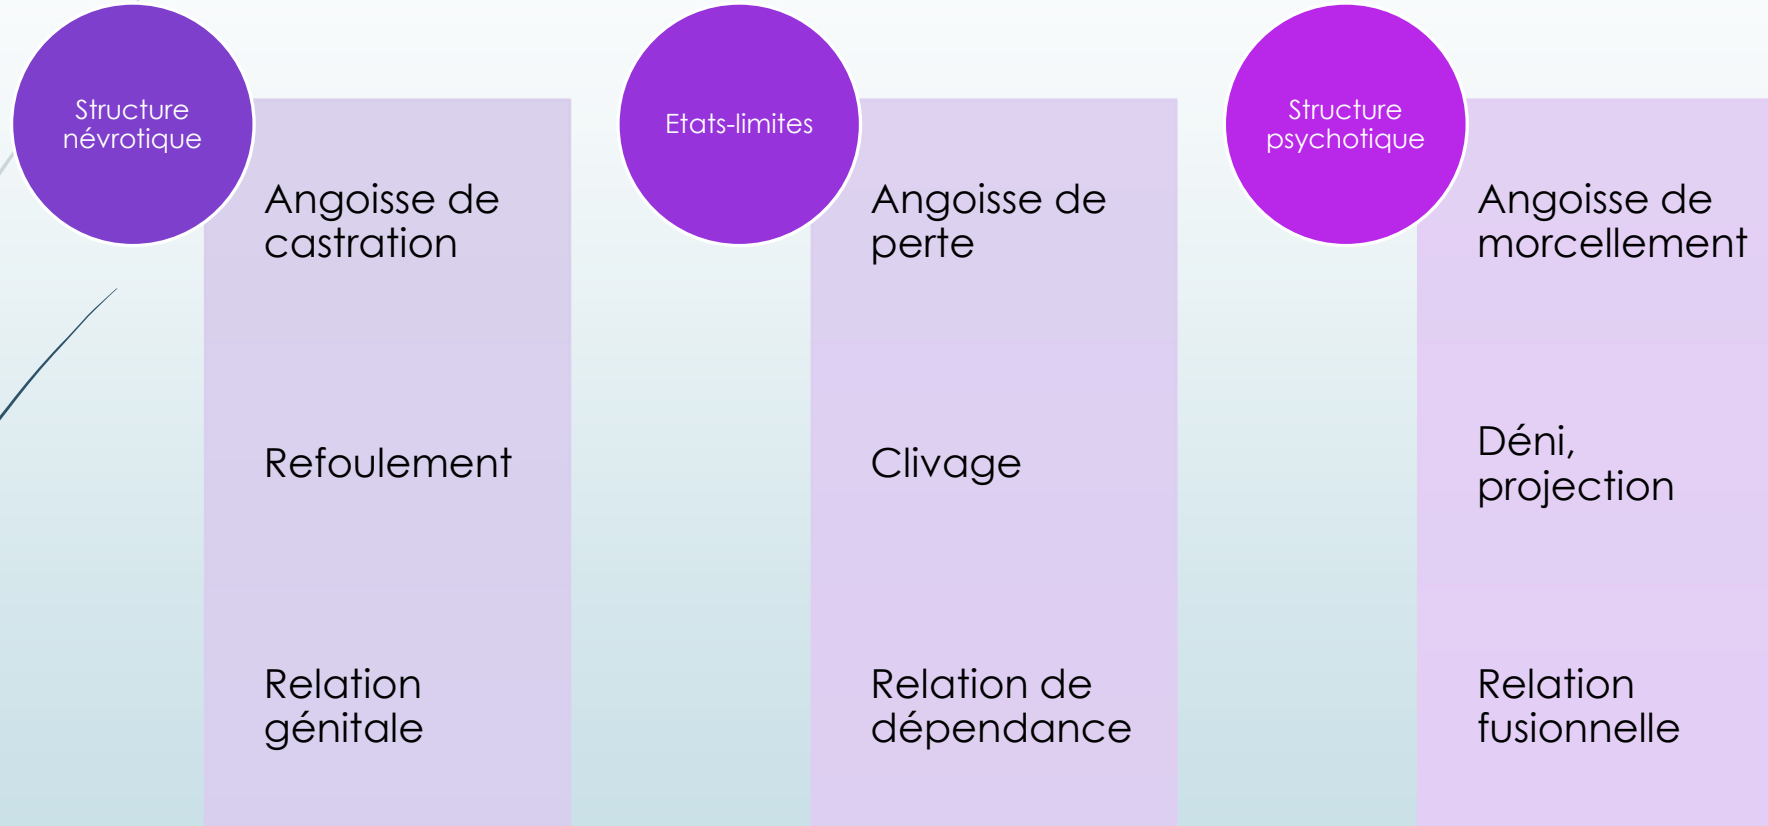 Structure
névrotique
Angoisse de
castration
Refoulement
Relation
génitale
Etats-limites
Angoisse de
perte
Clivage
Relation de
dépendance
Structure
psychotique
Angoisse de
morcellement
Déni,
projection
Relation
fusionnelle